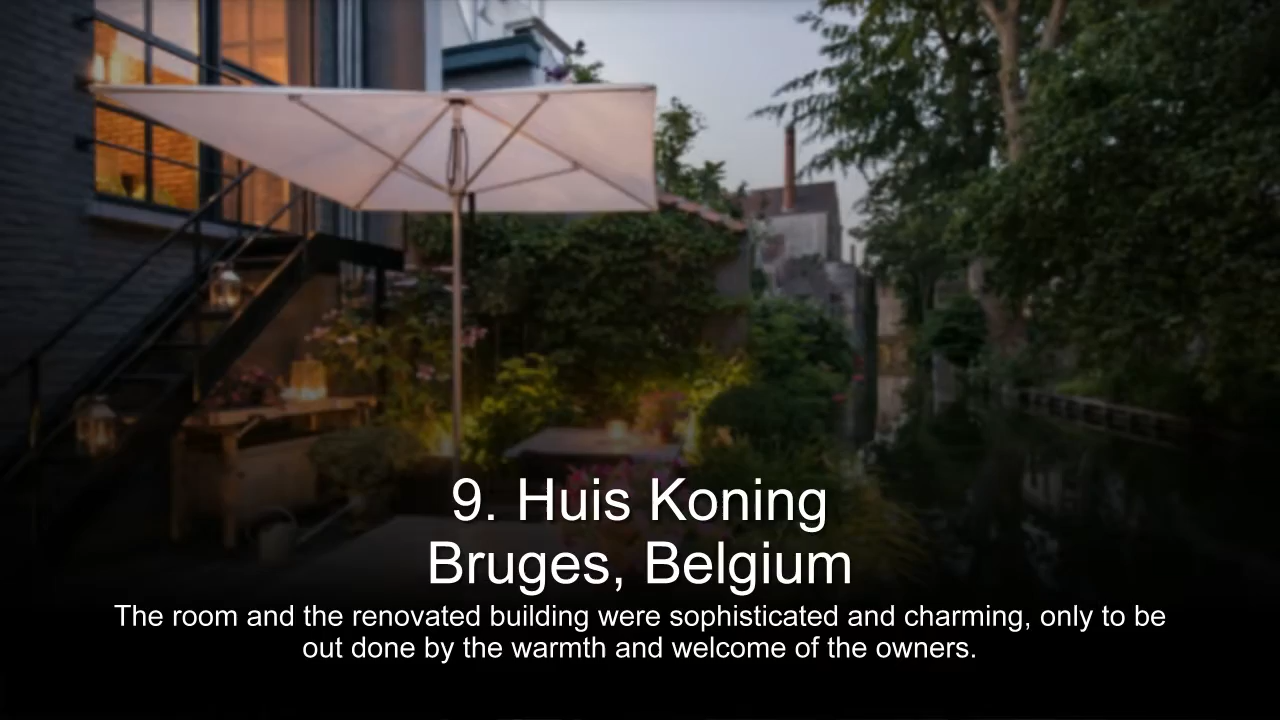 9. Huis Koning
Bruges, Belgium
The room and the renovated building were sophisticated and charming, only to be
out done by the warmth and welcome of the owners.